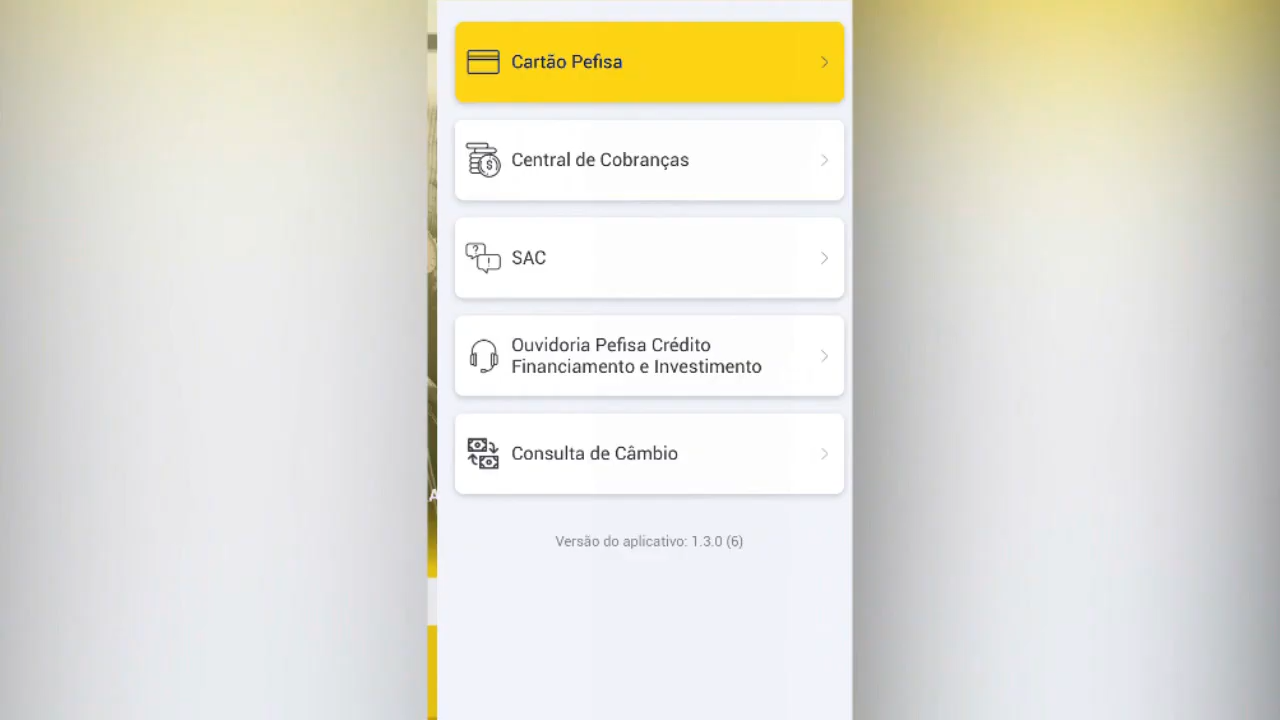 Cartão Pefisa
Central de Cobranças
SAC
Ouvidoria Pefisa Crédito
Financiamento e Investimento
Consulta de Câmbio
Versão do aplicativo: 1.3.0 (6)